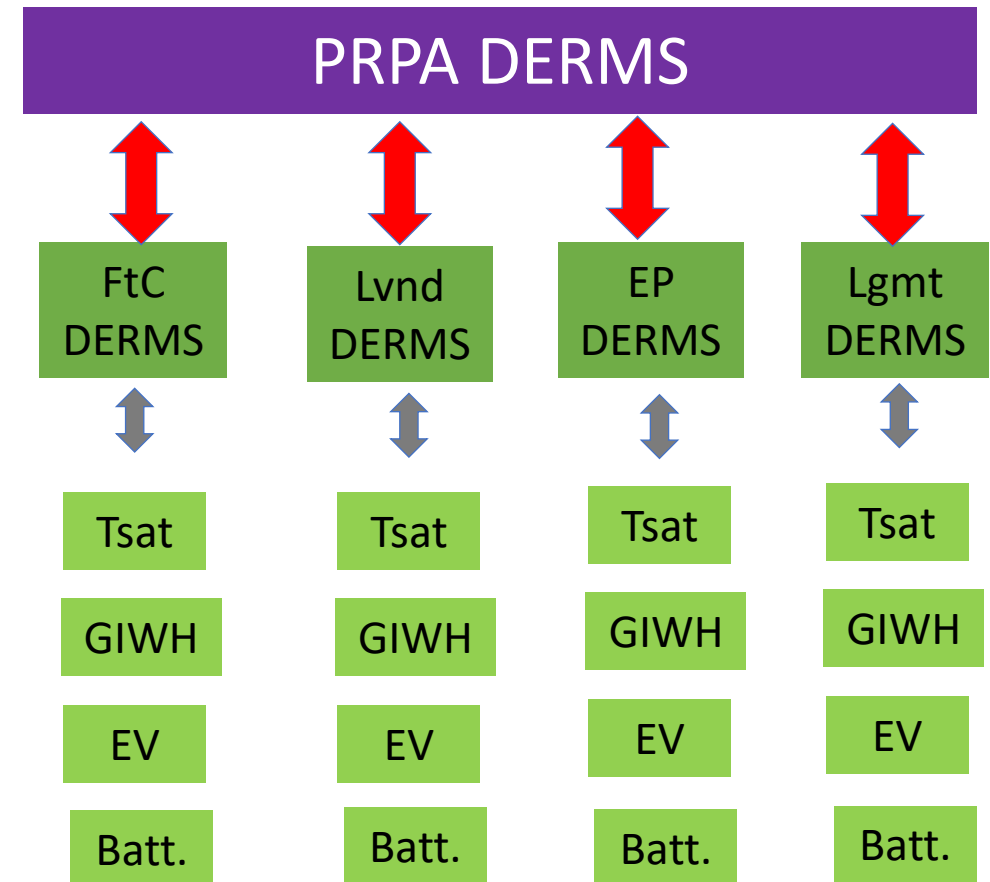 PRPA DERMS
FtC
DERMS
Lvnd
DERMS
EP
DERMS
Lgmt
DERMS
Tsat
Tsat
Tsat
Tsat
GIWH
GIWH
GIWH
GIWH
EV
EV
EV
EV
Batt.
Batt.
Batt.
Batt.